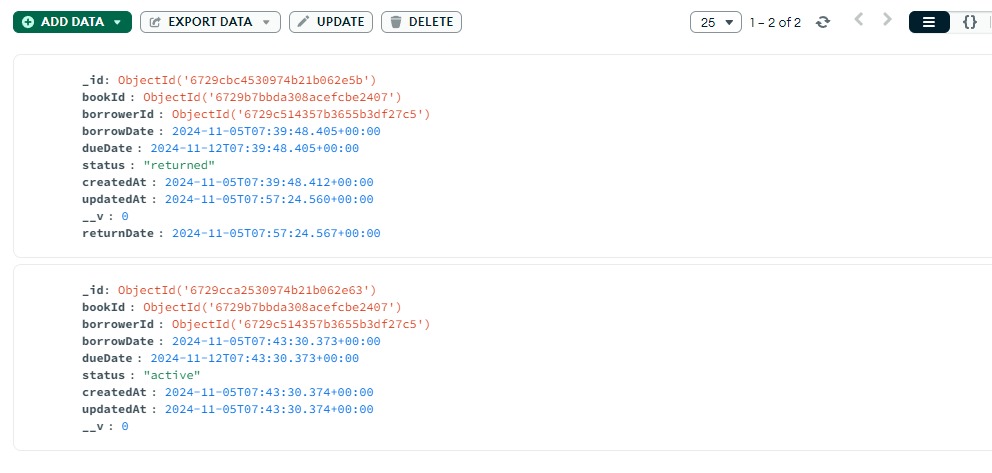 ADD DATA EXPORT DATA UPDATE DELETE 25 1 – 2 of 2 {}
_id: ObjectId('6729cbc4530974b21b062e5b')
bookId : ObjectId('6729b7bbda308acefcbe2407')
borrowerId : ObjectId('6729c514357b3655b3df27c5')
borrowDate : 2024-11-05T07:39:48.405+00:00
dueDate : 2024-11-12T07:39:48.405+00:00
status : "returned"
createdAt : 2024-11-05T07:39:48.412+00:00
updatedAt : 2024-11-05T07:57:24.560+00:00
__v : 0
returnDate : 2024-11-05T07:57:24.567+00:00
_id: ObjectId('6729cca2530974b21b062e63')
bookId : ObjectId('6729b7bbda308acefcbe2407')
borrowerId : ObjectId('6729c514357b3655b3df27c5')
borrowDate : 2024-11-05T07:43:30.373+00:00
dueDate : 2024-11-12T07:43:30.373+00:00
status : "active"
createdAt : 2024-11-05T07:43:30.374+00:00
updatedAt : 2024-11-05T07:43:30.374+00:00
__v : 0